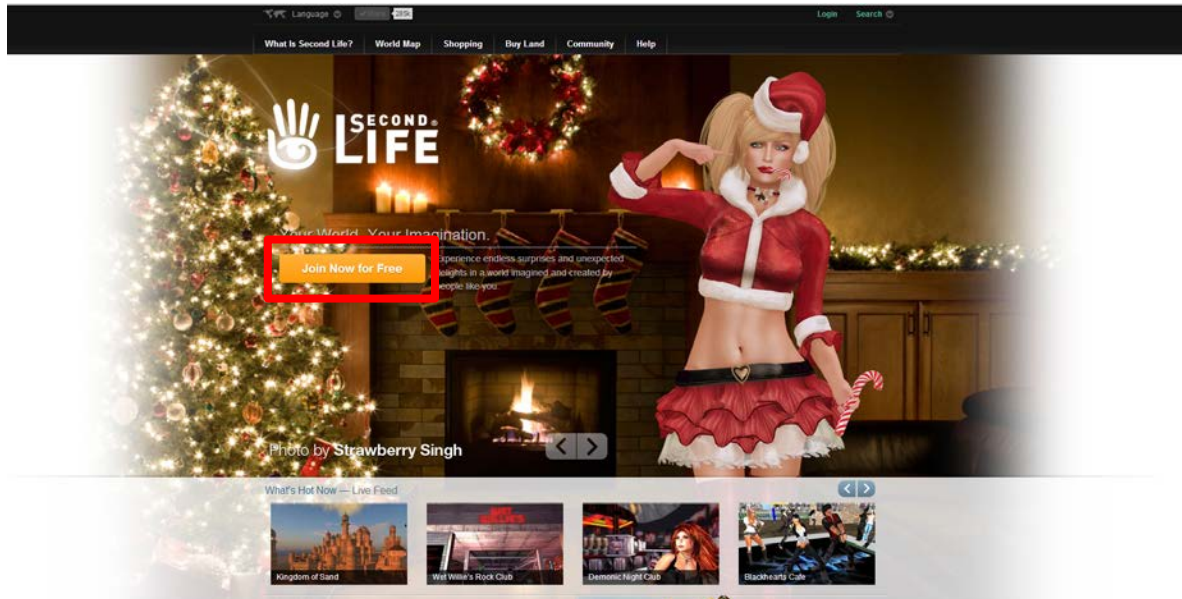 Language
285k
Login Search
What Is Second Life? World Map Shopping Buy Land Community Help
SECOND®
LIFE
Your World. Your Imagination.
Join Now for Free
experience endless surprises and unexpected
delights in a world imagined and created by
people like you.
Photo by Strawberry Singh
What's Hot Now — Live Feed
WET
WILLIE'S
Kingdom of Sand
Wet Willie's Rock Club
Demonic Night Club
Blackhearts Cafe